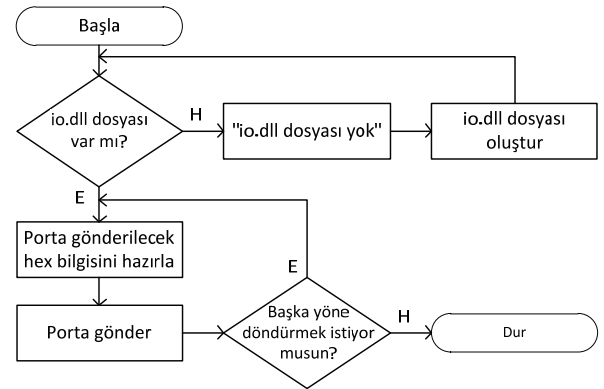 Başla
io.dll dosyası
var mı?
H
"io.dll dosyası yok"
io.dll dosyası
oluştur
E
Porta gönderilecek
hex bilgisini hazırla
E
Porta gönder
Başka yöne
döndürmek istiyor
musun?
H
Dur